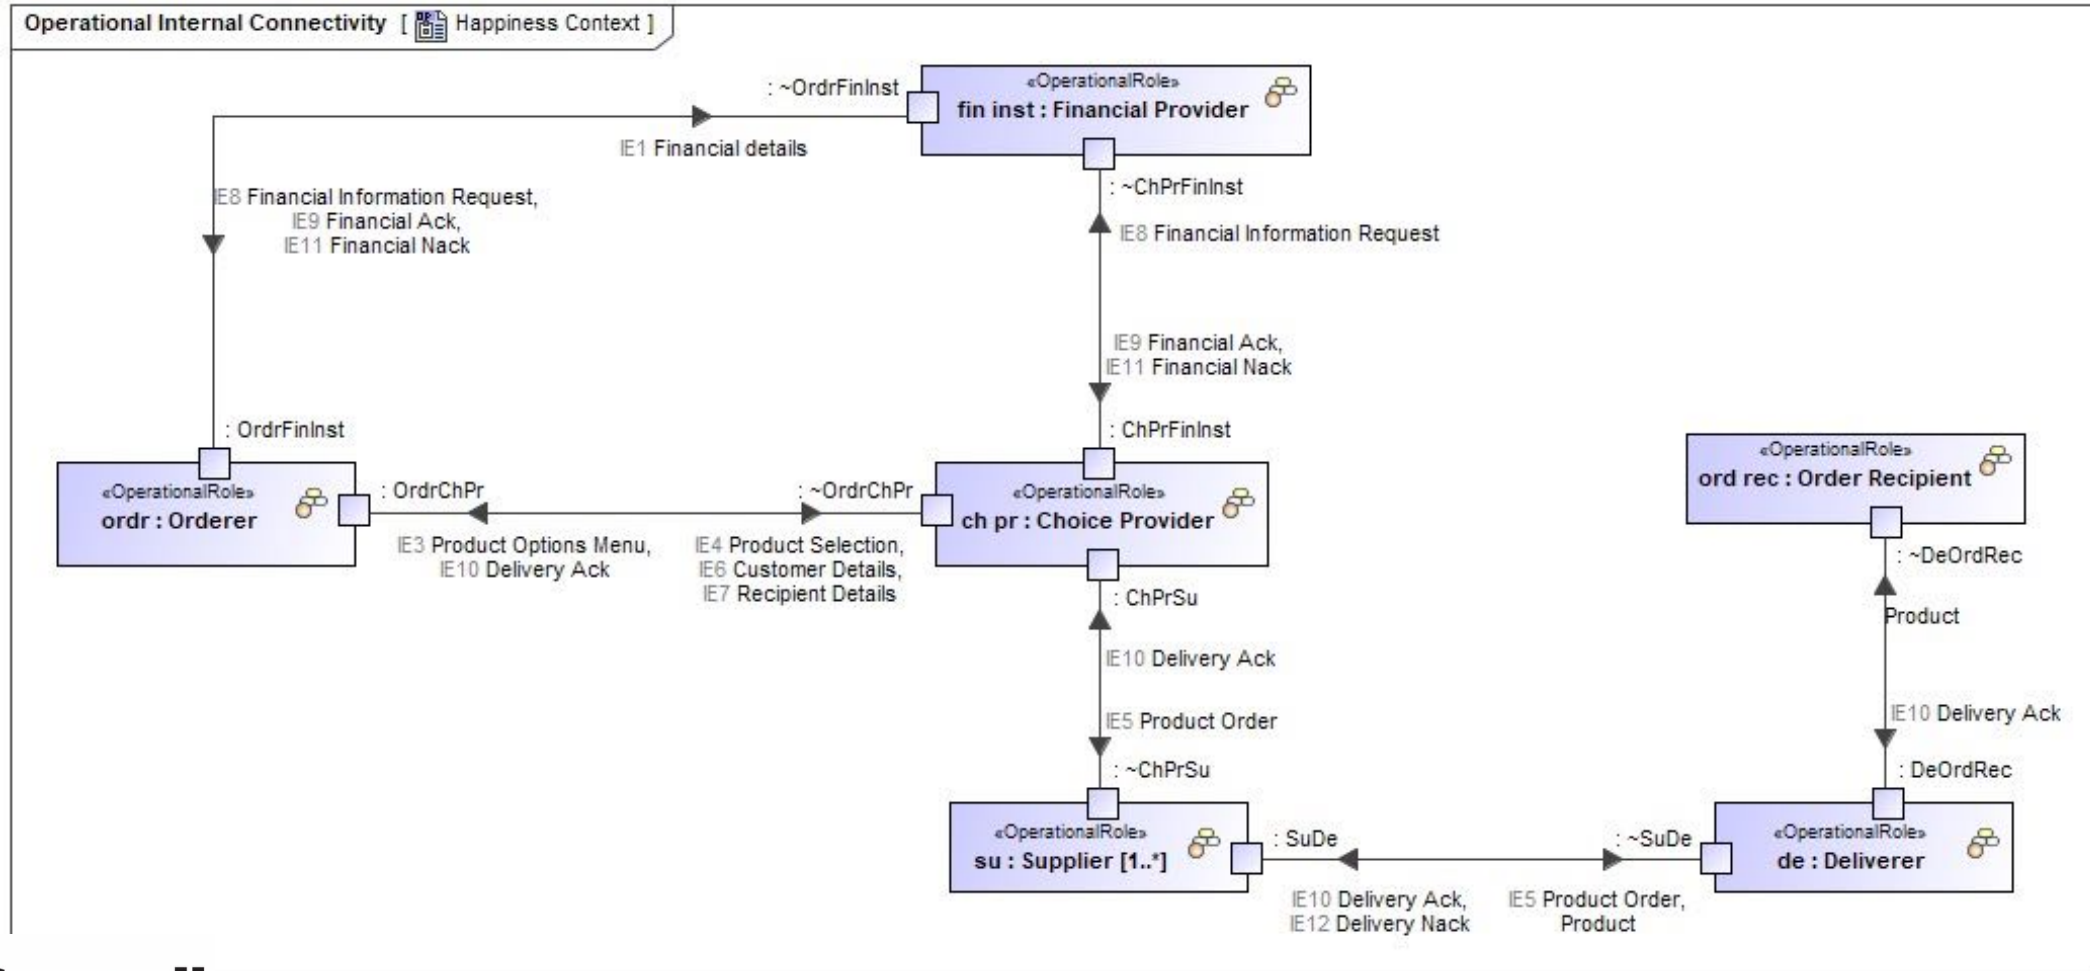 Operational Internal Connectivity [ Happiness Context ]
: ~OrdrFinInst
«OperationalRole»
fin inst : Financial Provider
IE1 Financial details
: ~ChPrFinInst
IE8 Financial Information Request,
IE9 Financial Ack,
IE11 Financial Nack
IE8 Financial Information Request
IE9 Financial Ack,
IE11 Financial Nack
: OrdrFinInst
: ChPrFinInst
«OperationalRole»
ordr : Orderer
: OrdrChPr
: ~OrdrChPr
«OperationalRole»
ch pr : Choice Provider
«OperationalRole»
ord rec : Order Recipient
IE3 Product Options Menu,
IE10 Delivery Ack
IE4 Product Selection,
IE6 Customer Details,
IE7 Recipient Details
: ChPrSu
: ~DeOrdRec
Product
IE10 Delivery Ack
IE5 Product Order
IE10 Delivery Ack
: ~ChPrSu
: DeOrdRec
«OperationalRole»
su : Supplier [1..*]
: SuDe
: ~SuDe
«OperationalRole»
de : Deliverer
IE10 Delivery Ack,
IE12 Delivery Nack
IE5 Product Order,
Product